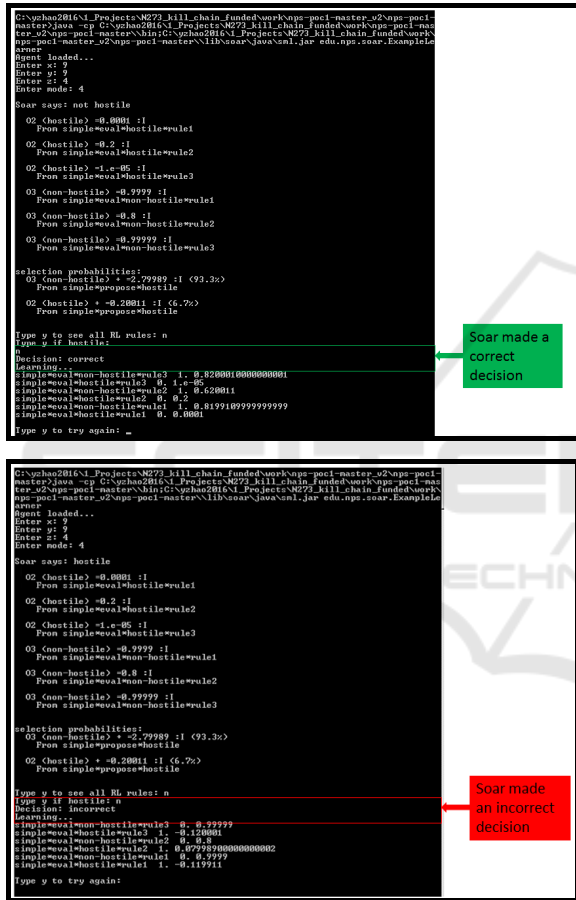 C:\yzhao2016\1_Projects\N273_kill_chain_funded\work\nps-poc1-master_v2\nps-poc1-
master>java -cp C:\yzhao2016\1_Projects\N273_kill_chain_funded\work\nps-poc1-mas
ter_v2\nps-poc1-master\\bin;C:\yzhao2016\1_Projects\N273_kill_chain_funded\work\
nps-poc1-master_v2\nps-poc1-master\\lib\soar\java\sml.jar edu.nps.soar.ExampleLe
arner
Agent loaded...
Enter x: 9
Enter y: 9
Enter z: 4
Enter mode: 4
Soar says: not hostile
O2 (hostile) =0.0001 :I
From simple*eval*hostile*rule1
O2 (hostile) =0.2 :I
From simple*eval*hostile*rule2
O2 (hostile) =1.e-05 :I
From simple*eval*hostile*rule3
O3 (non-hostile) =0.9999 :I
From simple*eval*non-hostile*rule1
O3 (non-hostile) =0.8 :I
From simple*eval*non-hostile*rule2
O3 (non-hostile) =0.99999 :I
From simple*eval*non-hostile*rule3
selection probabilities:
O3 (non-hostile) + =2.79989 :I (93.3%)
From simple*propose*hostile
O2 (hostile) + =0.20011 :I (6.7%)
From simple*propose*hostile
Type y to see all RL rules: n
Type y if hostile:
n
Decision: correct
Learning...
simple*eval*non-hostile*rule3 1. 0.8200010000000001
simple*eval*hostile*rule3 0. 1.e-05
simple*eval*non-hostile*rule2 1. 0.620011
simple*eval*hostile*rule2 0. 0.2
simple*eval*non-hostile*rule1 1. 0.8199109999999999
simple*eval*hostile*rule1 0. 0.0001
Type y to try again: _
Soar made a
correct
decision
C:\yzhao2016\1_Projects\N273_kill_chain_funded\work\nps-poc1-master_v2\nps-poc1-
master>java -cp C:\yzhao2016\1_Projects\N273_kill_chain_funded\work\nps-poc1-mas
ter_v2\nps-poc1-master\\bin;C:\yzhao2016\1_Projects\N273_kill_chain_funded\work\
nps-poc1-master_v2\nps-poc1-master\\lib\soar\java\sml.jar edu.nps.soar.ExampleLe
arner
Agent loaded...
Enter x: 9
Enter y: 9
Enter z: 4
Enter mode: 4
Soar says: hostile
O2 (hostile) =0.0001 :I
From simple*eval*hostile*rule1
O2 (hostile) =0.2 :I
From simple*eval*hostile*rule2
O2 (hostile) =1.e-05 :I
From simple*eval*hostile*rule3
O3 (non-hostile) =0.9999 :I
From simple*eval*non-hostile*rule1
O3 (non-hostile) =0.8 :I
From simple*eval*non-hostile*rule2
O3 (non-hostile) =0.99999 :I
From simple*eval*non-hostile*rule3
selection probabilities:
O3 (non-hostile) + =2.79989 :I (93.3%)
From simple*propose*hostile
O2 (hostile) + =0.20011 :I (6.7%)
From simple*propose*hostile
Type y to see all RL rules: n
Type y if hostile: n
Decision: incorrect
Learning...
simple*eval*non-hostile*rule3 0. 0.99999
simple*eval*hostile*rule3 1. -0.120001
simple*eval*non-hostile*rule2 0. 0.8
simple*eval*hostile*rule2 1. 0.07998900000000002
simple*eval*non-hostile*rule1 0. 0.9999
simple*eval*hostile*rule1 1. -0.119911
Type y to try again:
Soar made
an incorrect
decision